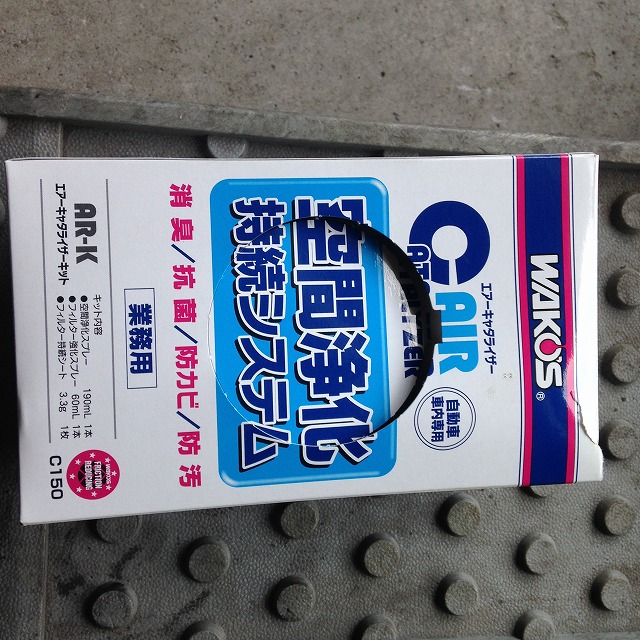 WAKO'S®
エアーキャタライザー
AIR
自動車
車内専用
空間浄化
持続システム
消臭/抗菌/防カビ/防汚
業務用
AR-K
エアーキャタライザーキット
キット内容
●空間浄化スプレー 190mL 1本
●フィルター強化スプレー 60mL 1本
●フィルター持続シート 3.3g 1枚
WAKO'S
FRICTION
REDUCING
C150